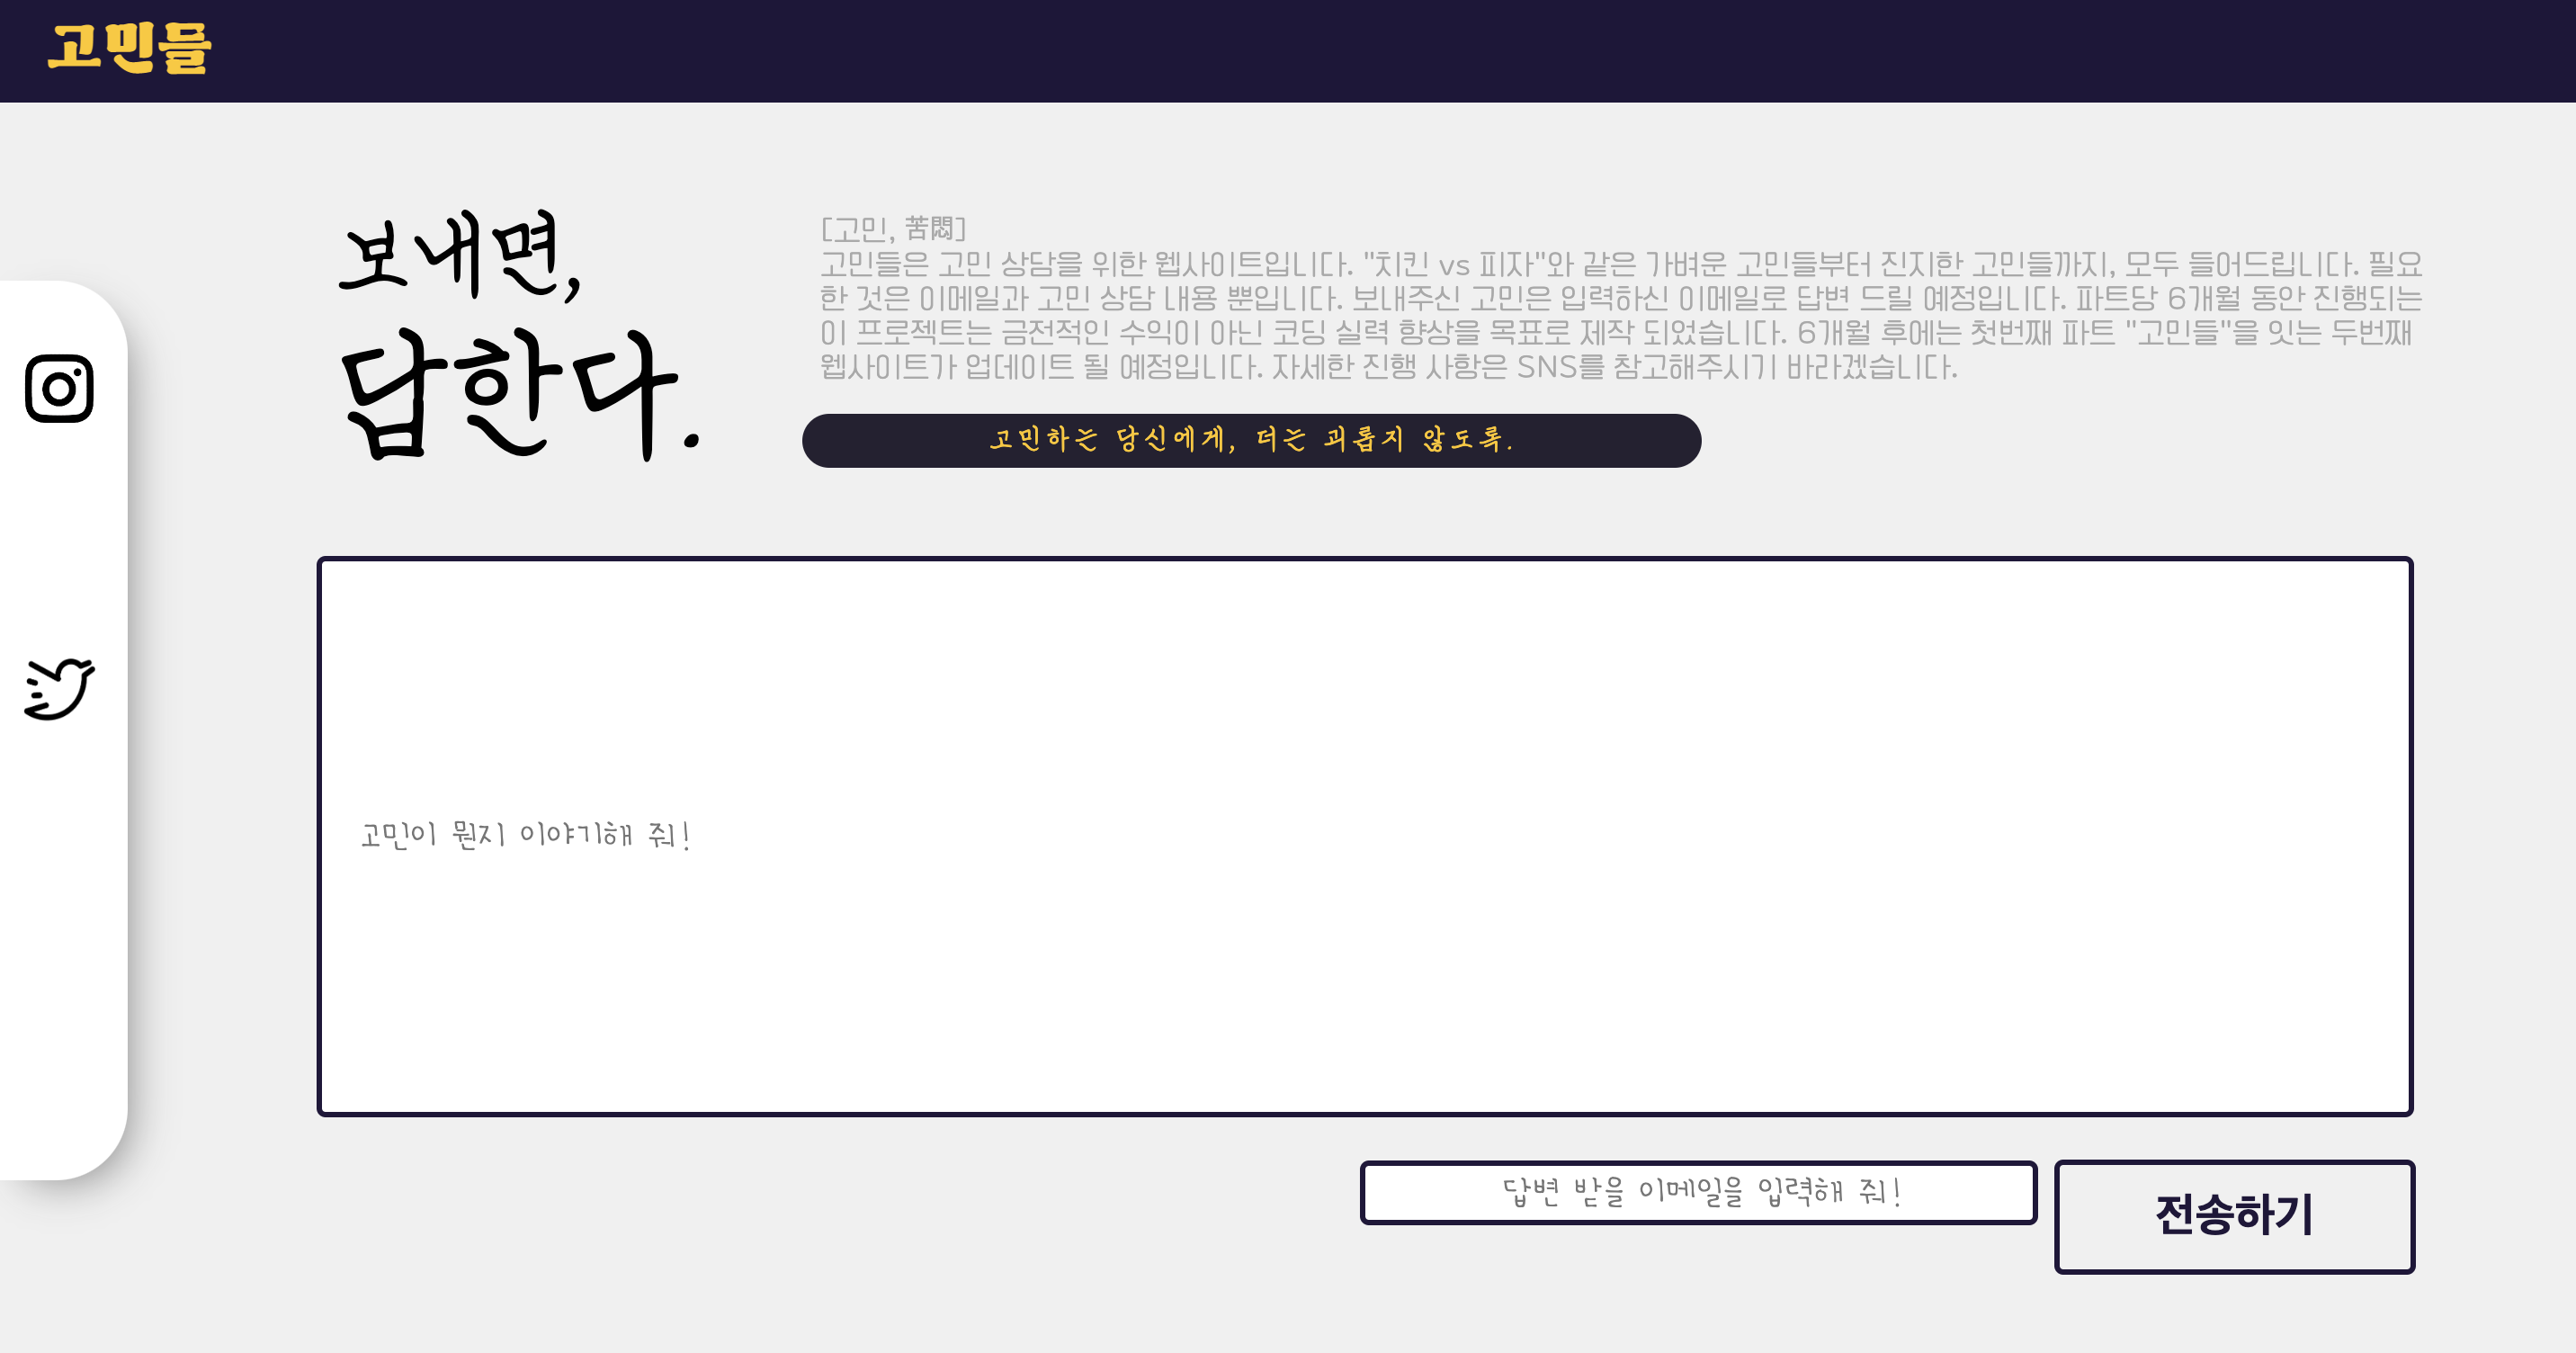 고민들
보내면,
답한다.
[고민, 苦悶]
고민들은 고민 상담을 위한 웹사이트입니다. "치킨 vs 피자"와 같은 가벼운 고민들부터 진지한 고민들까지, 모두 들어드립니다. 필요
한 것은 이메일과 고민 상담 내용 뿐입니다. 보내주신 고민은 입력하신 이메일로 답변 드릴 예정입니다. 파트당 6개월 동안 진행되는
이 프로젝트는 금전적인 수익이 아닌 코딩 실력 향상을 목표로 제작 되었습니다. 6개월 후에는 첫번째 파트 "고민들"을 잇는 두번째
웹사이트가 업데이트 될 예정입니다. 자세한 진행 사항은 SNS를 참고해주시기 바라겠습니다.
고민하는 당신에게, 더는 괴롭지 않도록.
고민이 뭔지 이야기해 줘!
답변 받을 이메일을 입력해 줘!
전송하기